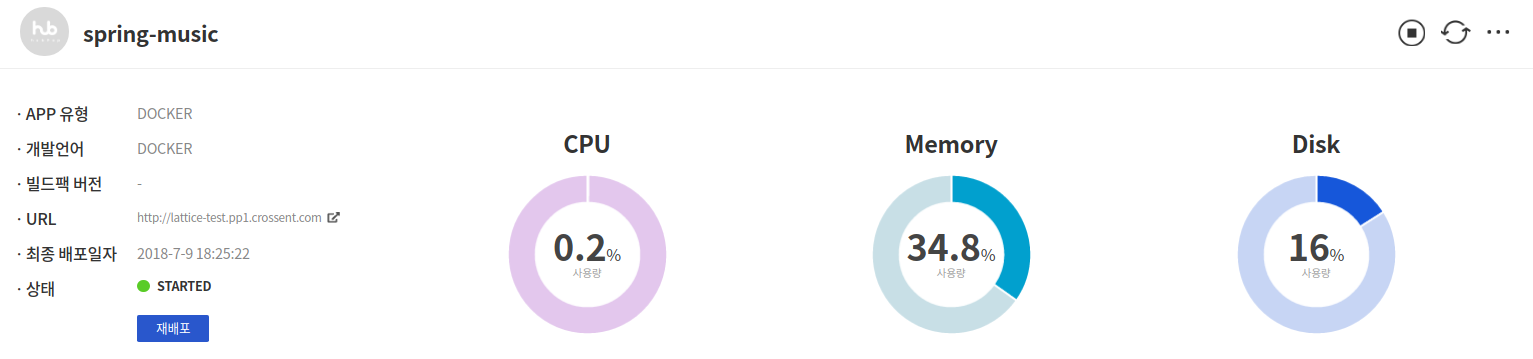 hub
spring-music
· APP 유형 DOCKER
· 개발언어 DOCKER
· 빌드팩 버전 -
· URL http://lattice-test.pp1.crossent.com
· 최종 배포일자 2018-7-9 18:25:22
· 상태 STARTED
재배포
CPU
0.2%
사용량
Memory
34.8%
사용량
Disk
16%
사용량